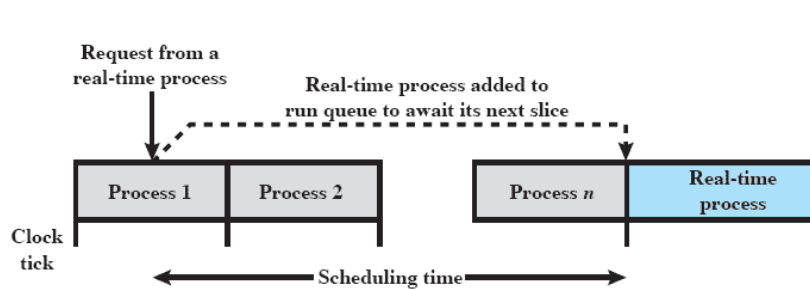 Request from a
real-time process
Real-time process added to
run queue to await its next slice
Process 1
Process 2
Process n
Real-time
process
Clock
tick
Scheduling time